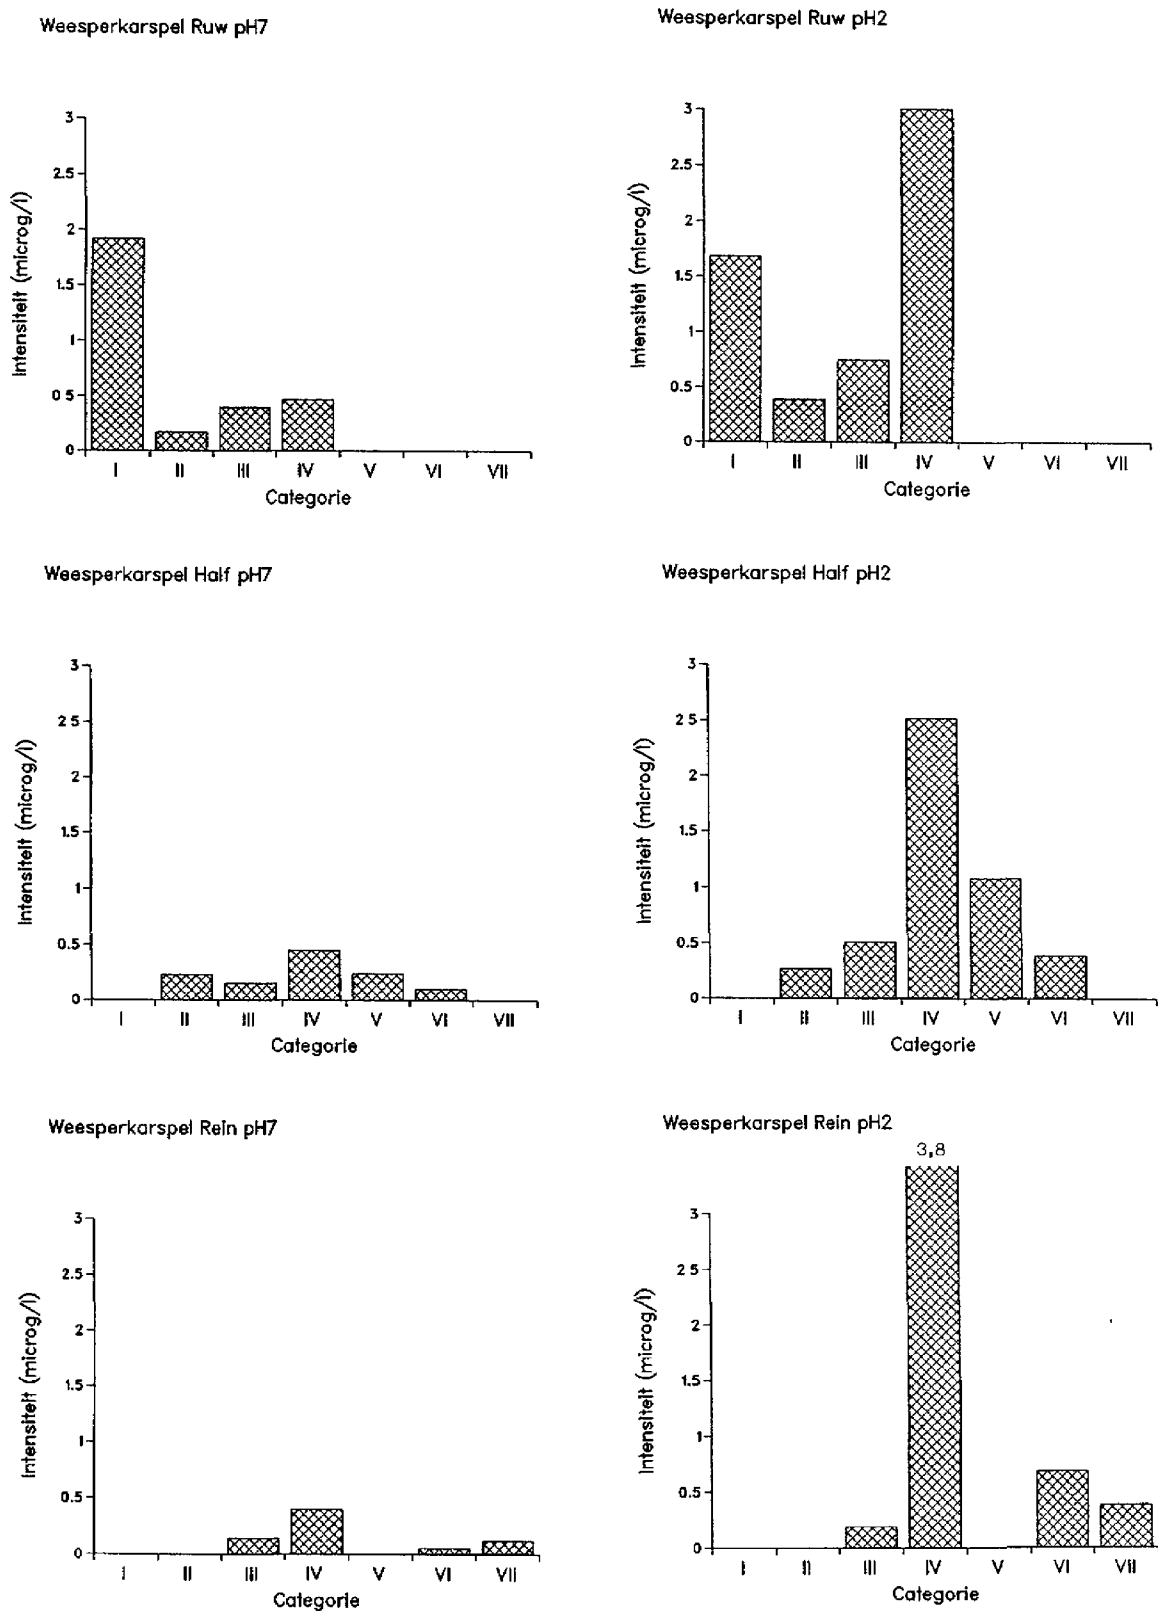 Weesperkarspel Ruw pH7
Intensiteit (microg/l)
3
2.5
2
1.5
1
0 5
0
I II III IV V VI VII
Categorie
Weesperkarspel Ruw pH2
Intensiteit (microg/l)
3
2.5
2
1.5
1
0.5
0
I II III IV V VI VII
Categorie
Weesperkarspel Half pH7
Intensiteit (microg/l)
3
2 5
2
1.5
1
0.5
0
I II III IV V VI VII
Categorie
Weesperkarspel Half pH2
Intensiteit (microg/l)
3
2 5
2
1.5
1
0.5
0
I II III IV V VI VII
Categorie
Weesperkarspel Rein pH7
Intensiteit (microg/l)
3
2.5
2
1.5
1
0.5
0
I II III IV V VI VII
Categorie
Weesperkarspel Rein pH2
3,8
Intensiteit (microg/l)
3
2 5
2
1.5
1
0.5
0
I II III IV V VI VII
Categorie